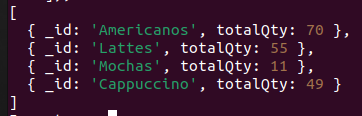 [
{ _id: 'Americanos', totalQty: 70 },
{ _id: 'Lattes', totalQty: 55 },
{ _id: 'Mochas', totalQty: 11 },
{ _id: 'Cappuccino', totalQty: 49 }
]